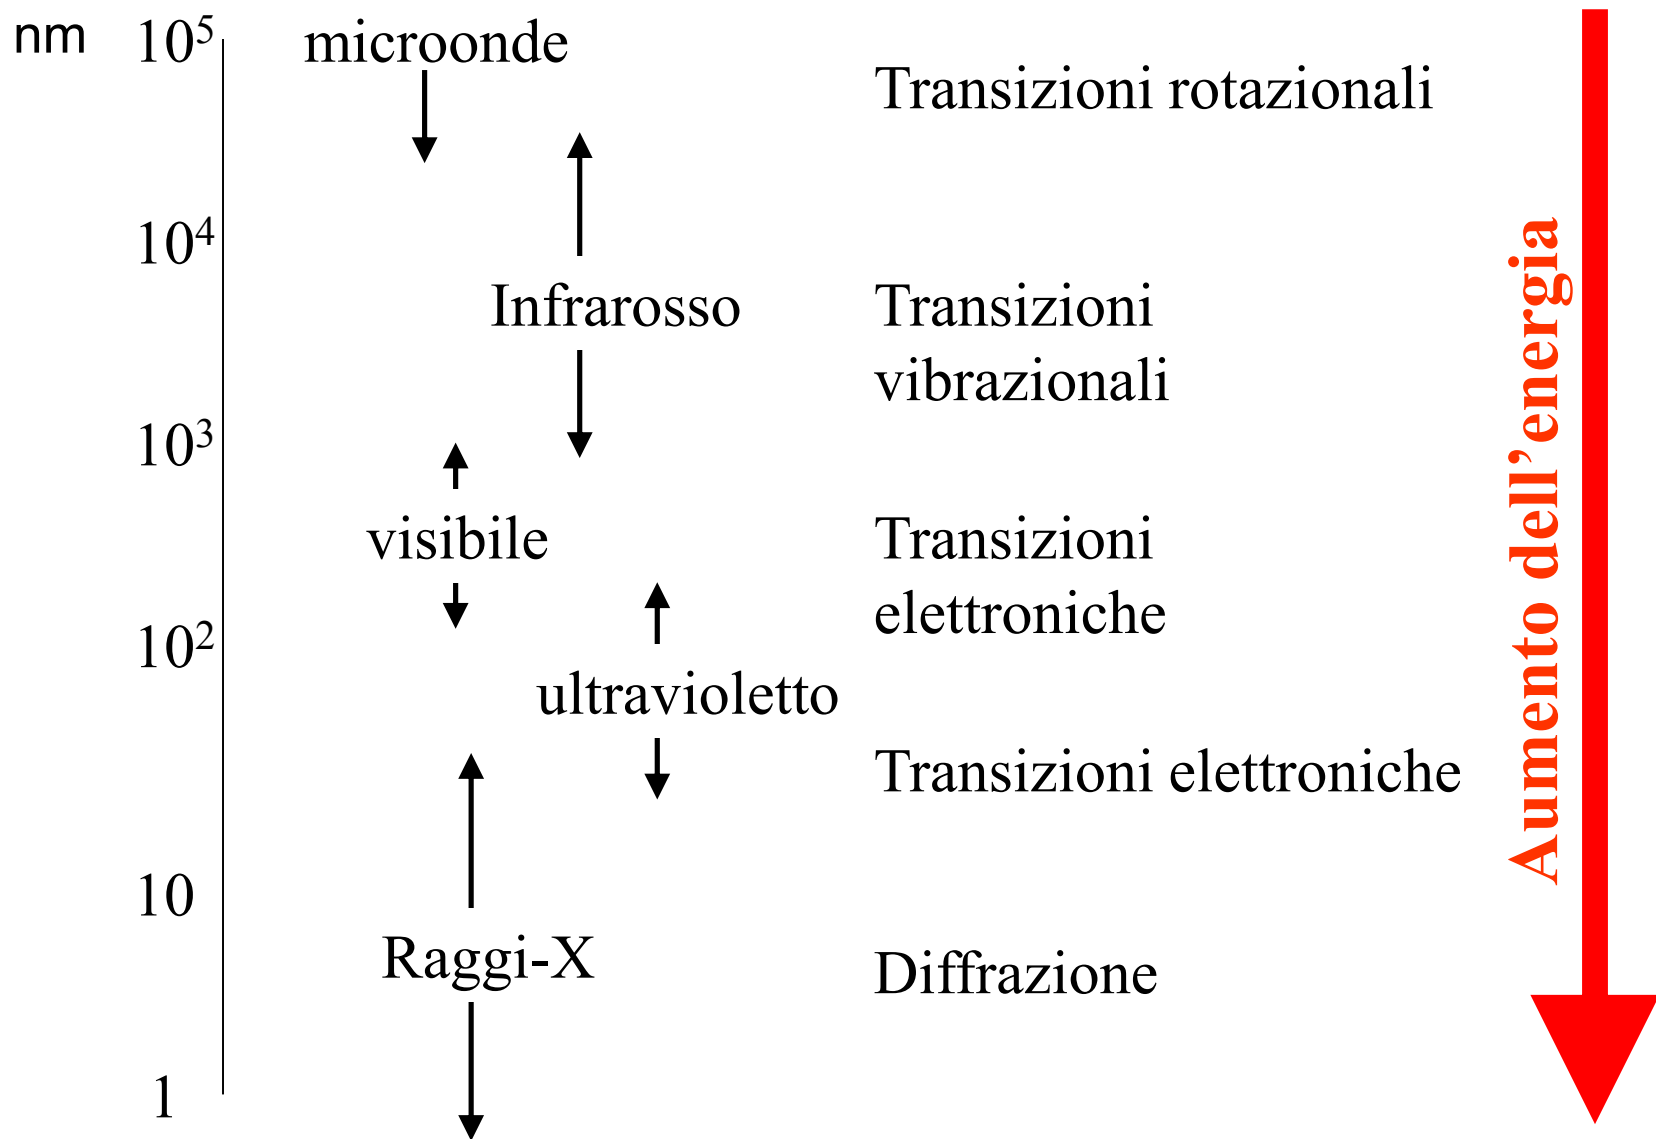 nm
10⁵
microonde
Transizioni rotazionali
10⁴
Infrarosso
Transizioni
vibrazionali
10³
visibile
Transizioni
elettroniche
10²
ultravioletto
Transizioni elettroniche
10
Raggi-X
Diffrazione
1
Aumento dell’energia